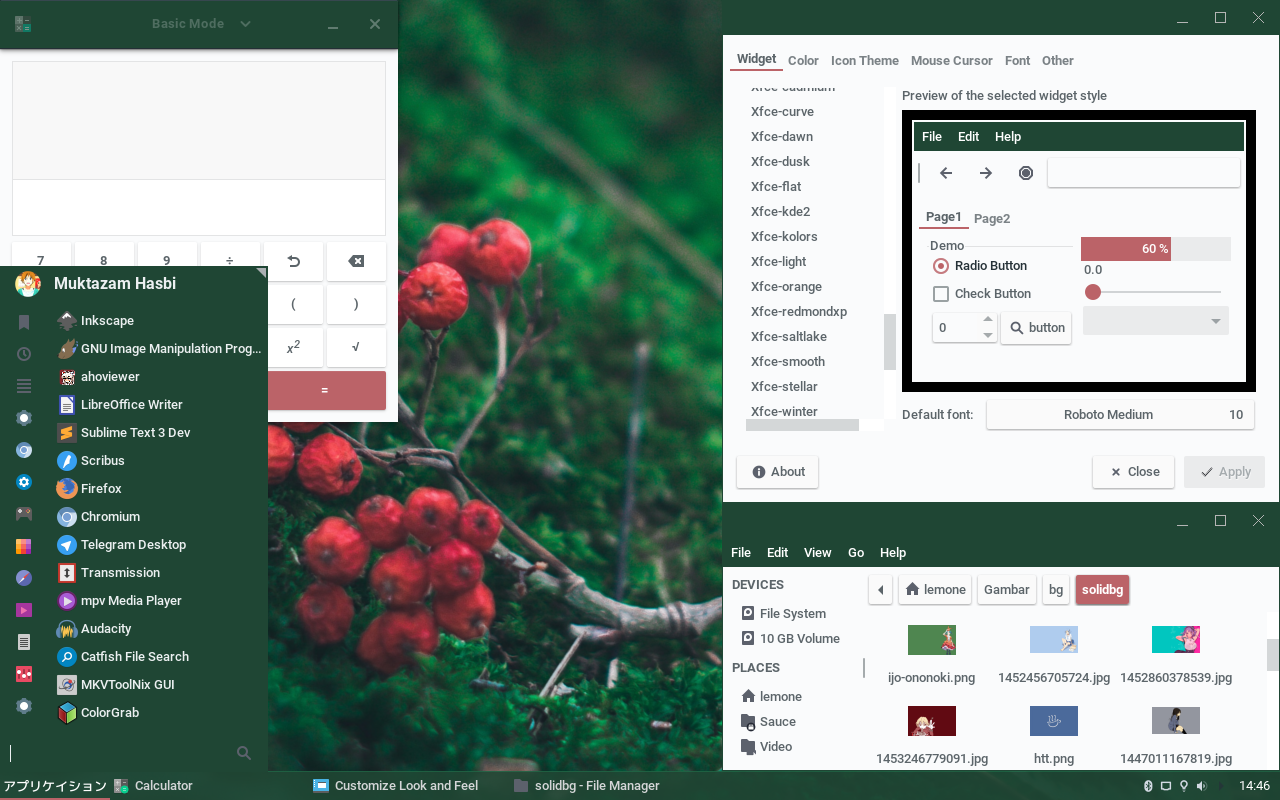 Basic Mode
7 8 9 ÷
( )
x² √
=
Muktazam Hasbi
Inkscape
GNU Image Manipulation Prog...
ahoviewer
LibreOffice Writer
Sublime Text 3 Dev
Scribus
Firefox
Chromium
Telegram Desktop
Transmission
mpv Media Player
Audacity
Catfish File Search
MKVToolNix GUI
ColorGrab
Widget Color Icon Theme Mouse Cursor Font Other
Xfce-cadmium
Xfce-curve
Xfce-dawn
Xfce-dusk
Xfce-flat
Xfce-kde2
Xfce-kolors
Xfce-light
Xfce-orange
Xfce-redmondxp
Xfce-saltlake
Xfce-smooth
Xfce-stellar
Xfce-winter
Preview of the selected widget style
File Edit Help
Page1 Page2
Demo
60 %
Radio Button
0.0
Check Button
0
button
Default font: Roboto Medium 10
About Close Apply
File Edit View Go Help
DEVICES
File System
10 GB Volume
PLACES
lemone
Sauce
Video
lemone Gambar bg solidbg
ijo-ononoki.png 1452456705724.jpg 1452860378539.jpg
1453246779091.jpg htt.png 1447011167819.jpg
アプリケイション Calculator Customize Look and Feel solidbg - File Manager 14:46